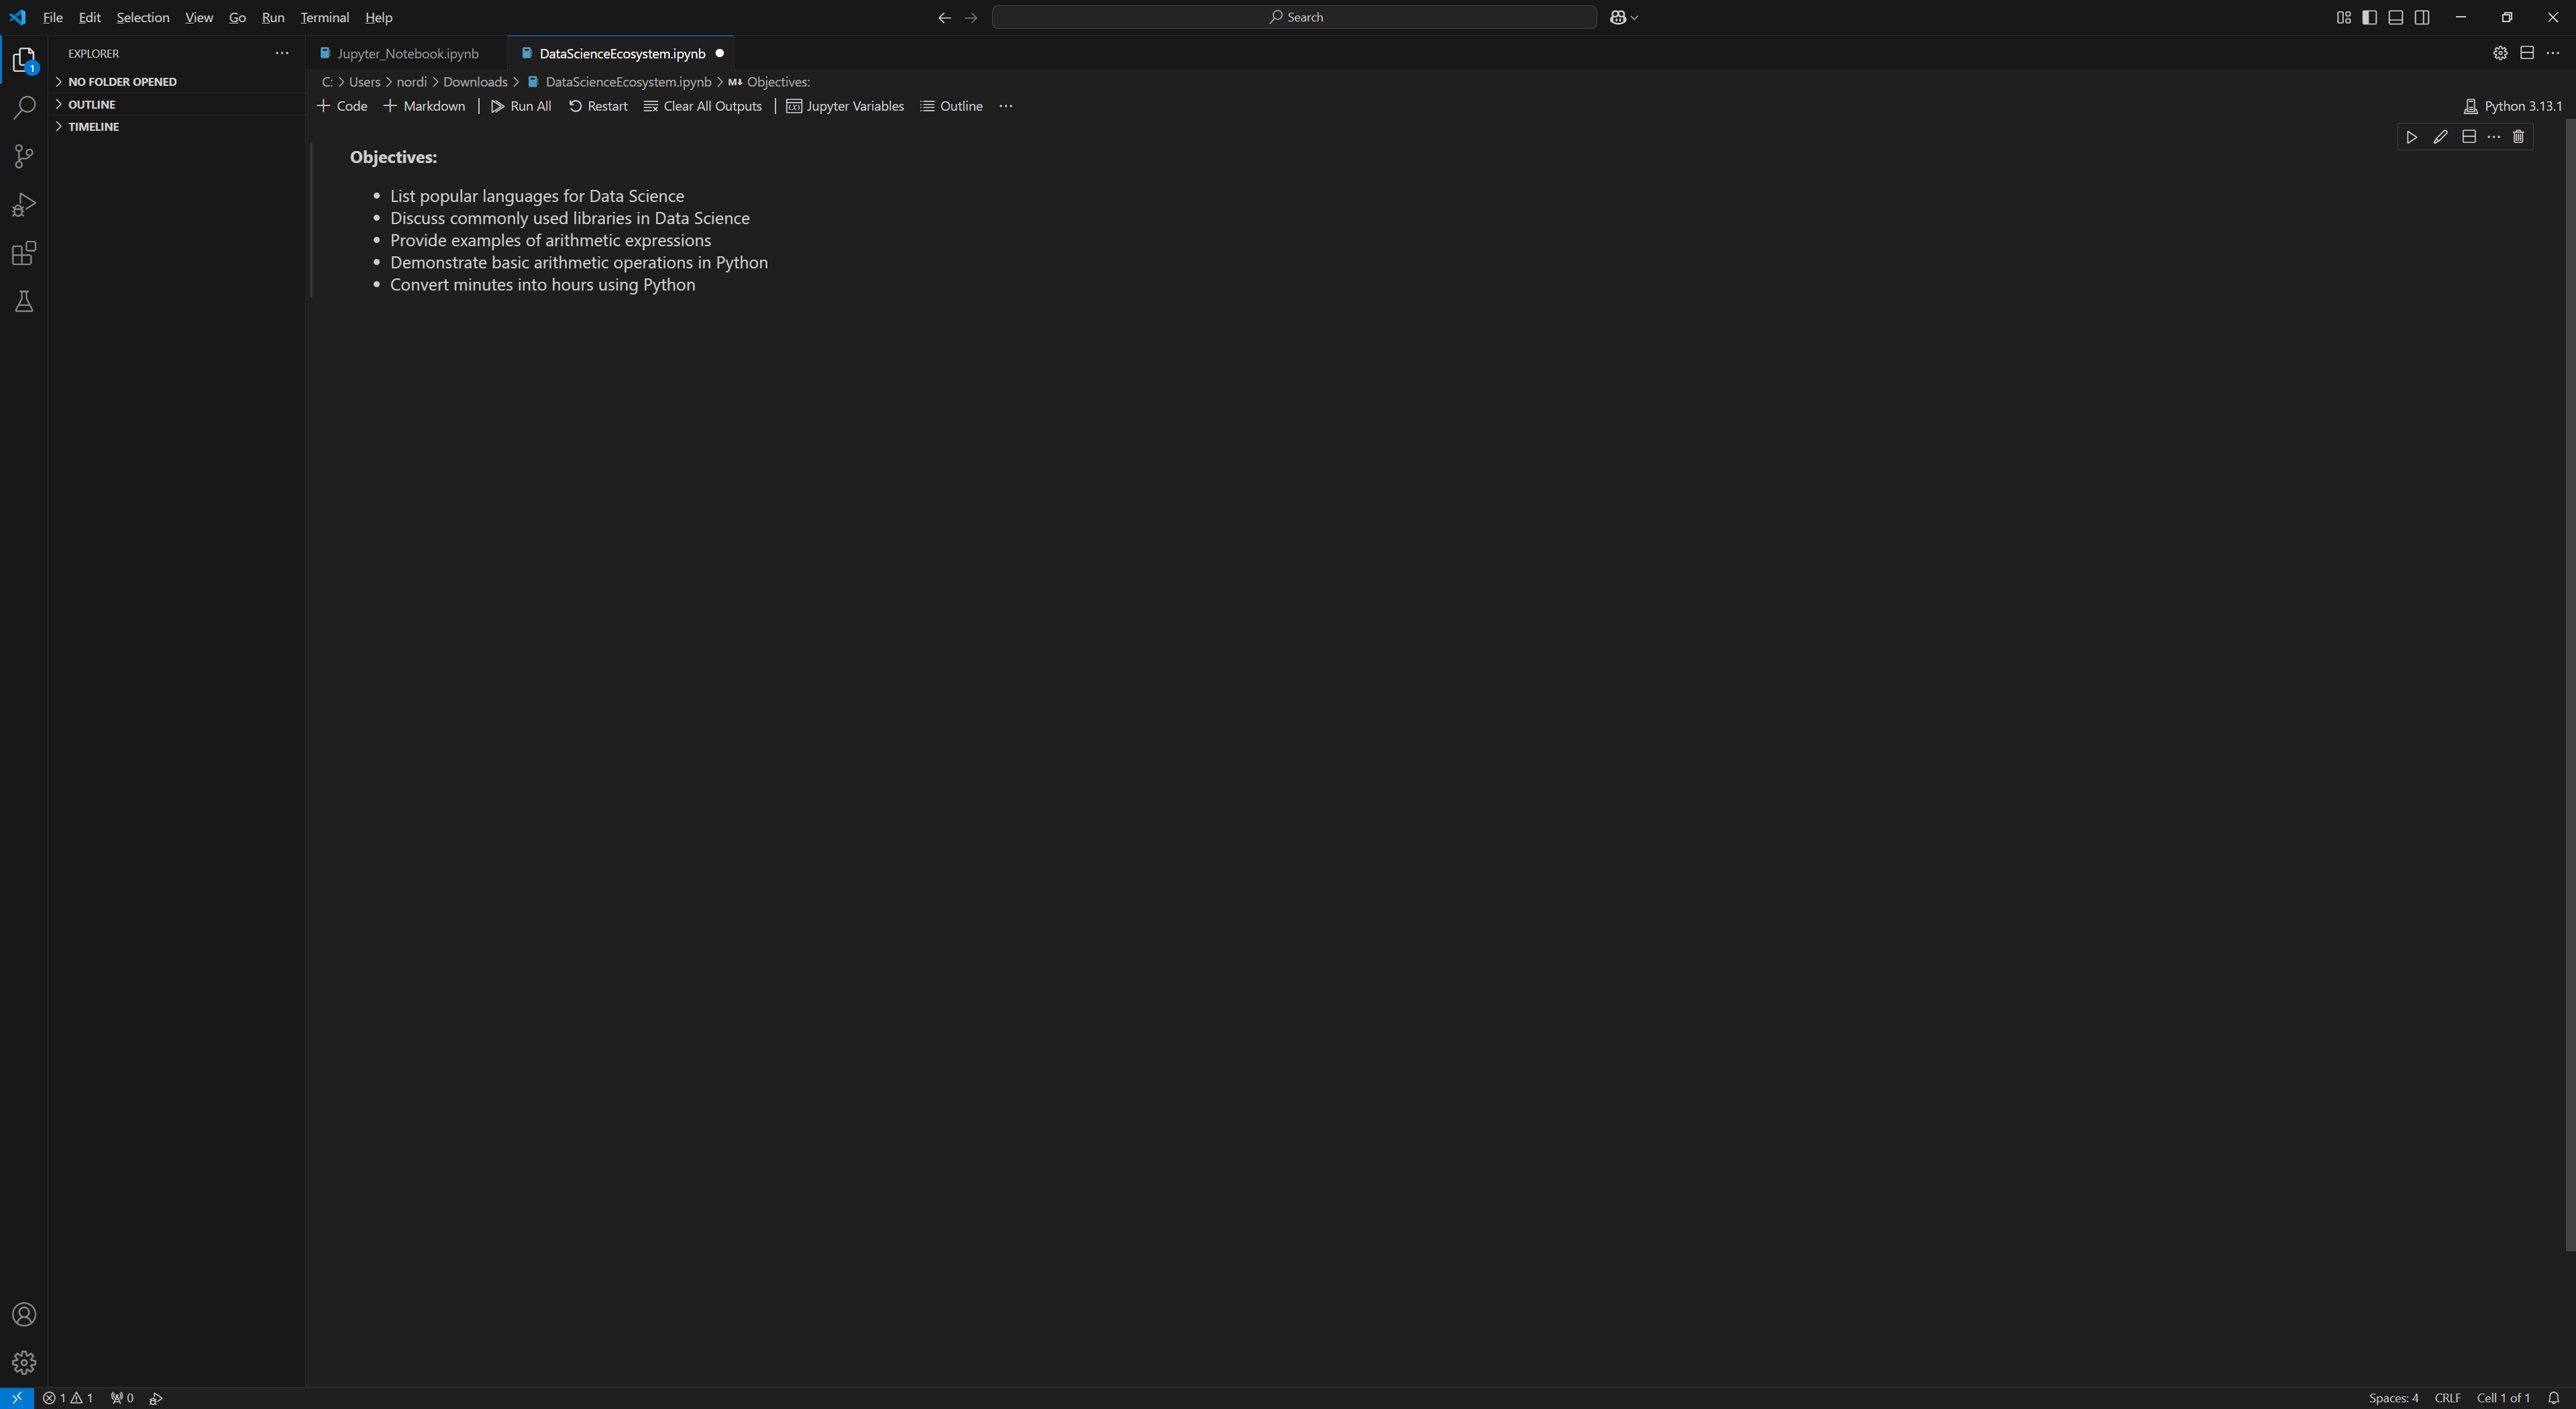 File Edit Selection View Go Run Terminal Help
Search
EXPLORER
Jupyter_Notebook.ipynb
DataScienceEcosystem.ipynb
1
NO FOLDER OPENED
C: > Users > nordi > Downloads > DataScienceEcosystem.ipynb > M↓ Objectives:
OUTLINE
Code Markdown Run All Restart Clear All Outputs Jupyter Variables Outline
Python 3.13.1
TIMELINE
Objectives:
• List popular languages for Data Science
• Discuss commonly used libraries in Data Science
• Provide examples of arithmetic expressions
• Demonstrate basic arithmetic operations in Python
• Convert minutes into hours using Python
1 1 0
Spaces: 4 CRLF Cell 1 of 1